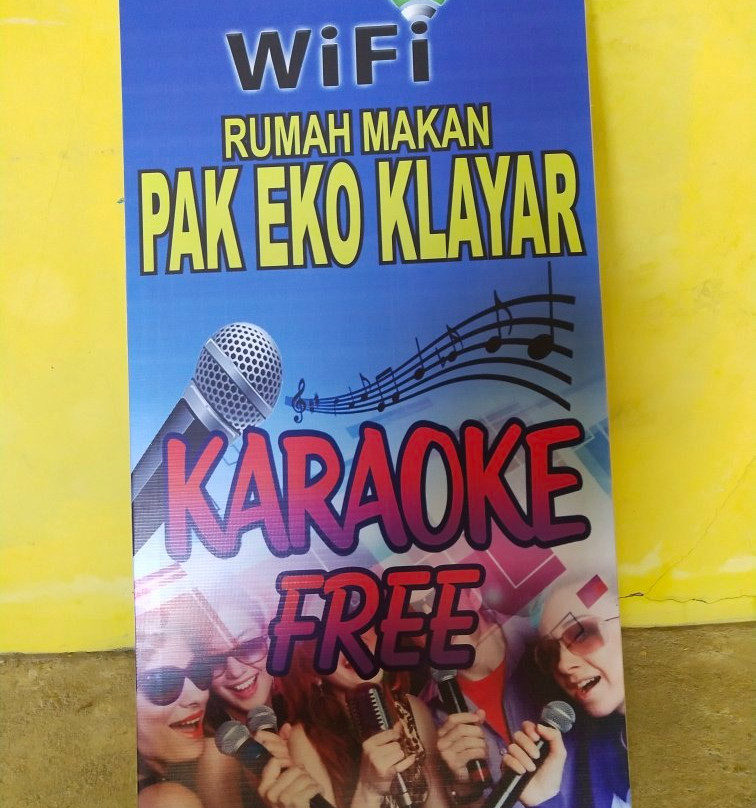 WiFi
RUMAH MAKAN
PAK EKO KLAYAR
KARAOKE
FREE